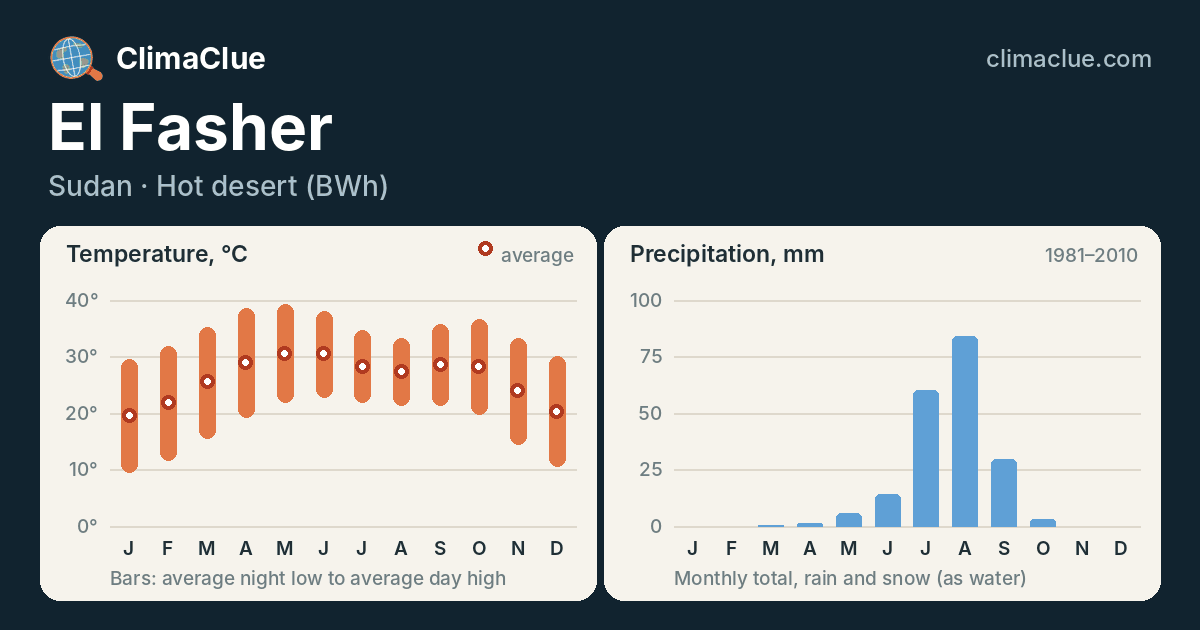 ClimaClue
climaclue.com
El Fasher
Sudan · Hot desert (BWh)
Temperature, °C
average
40°
30°
20°
10°
0°
J F M A M J J A S O N D
Bars: average night low to average day high
Precipitation, mm
1981–2010
100
75
50
25
0
J F M A M J J A S O N D
Monthly total, rain and snow (as water)